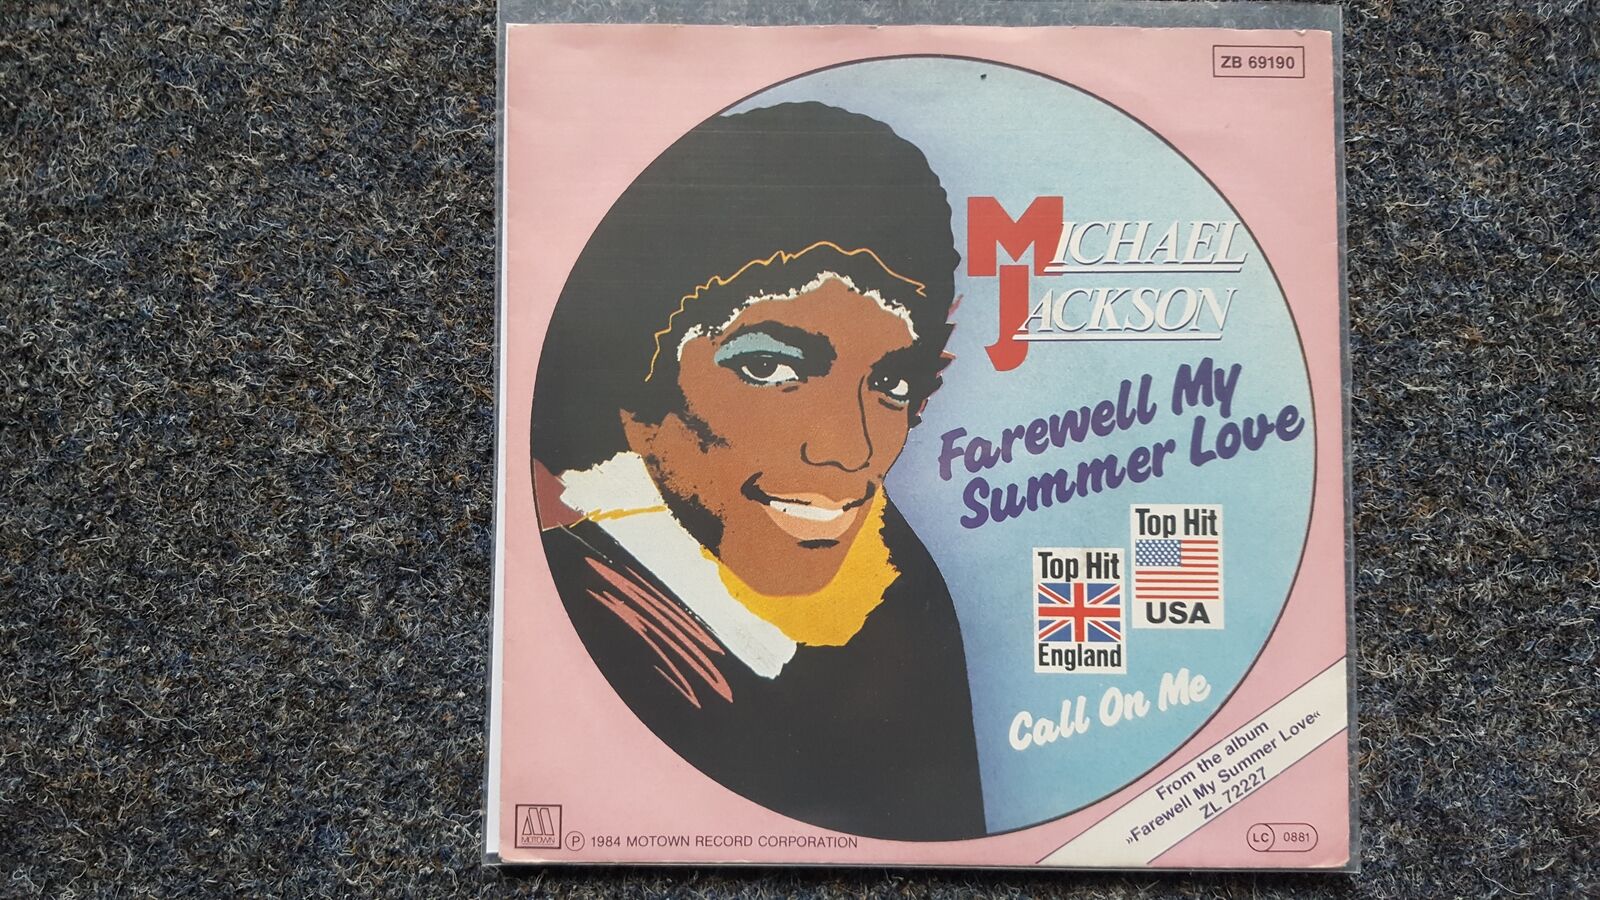 ZB 69190
MICHAEL
JACKSON
Farewell My
Summer Love
Top Hit
USA
Top Hit
England
Call On Me
From the album
»Farewell My Summer Love«
ZL 72227
MOTOWN
Ⓟ 1984 MOTOWN RECORD CORPORATION
LC 0881